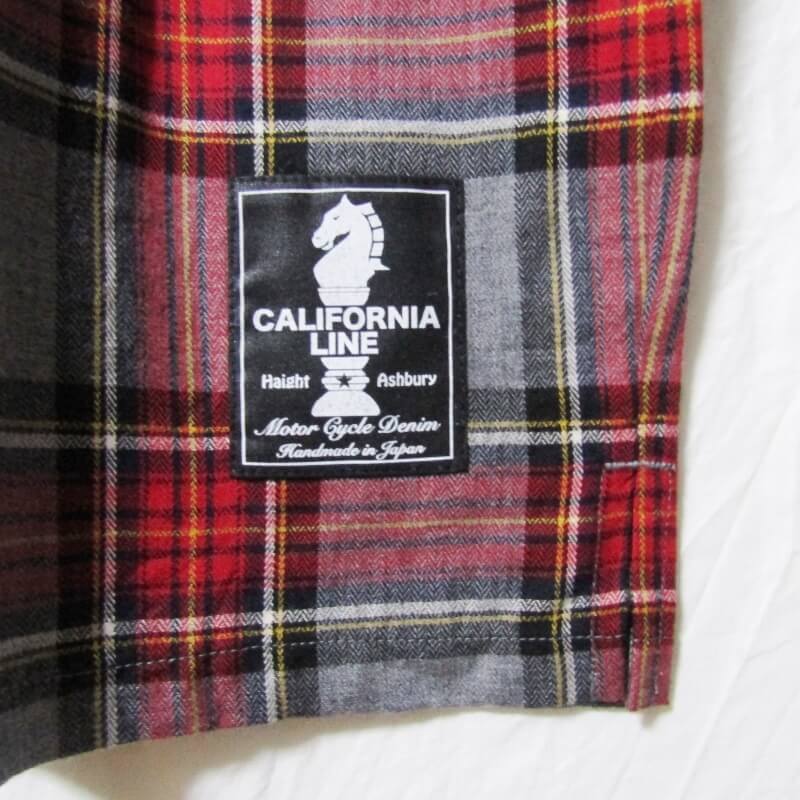 CALIFORNIA
LINE
Haight ★ Ashbury
Motor Cycle Denim
Handmade in Japan